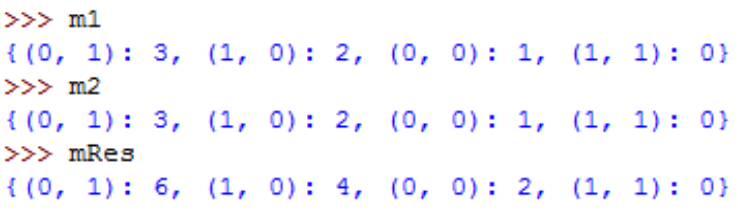 >>> m1
{(0, 1): 3, (1, 0): 2, (0, 0): 1, (1, 1): 0}
>>> m2
{(0, 1): 3, (1, 0): 2, (0, 0): 1, (1, 1): 0}
>>> mRes
{(0, 1): 6, (1, 0): 4, (0, 0): 2, (1, 1): 0}